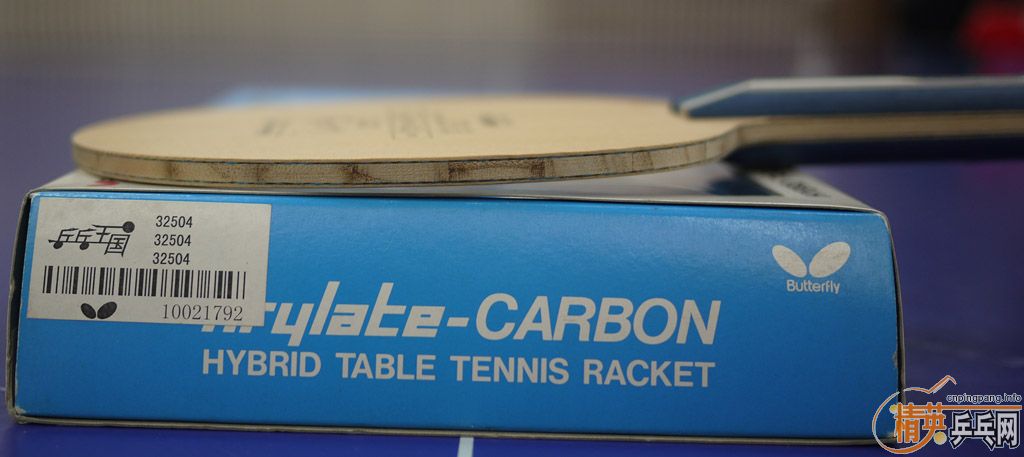 乒乓王国
32504
32504
32504
10021792
Arylate-CARBON
HYBRID TABLE TENNIS RACKET
Butterfly
cnpingpang.info
精英乒乓网